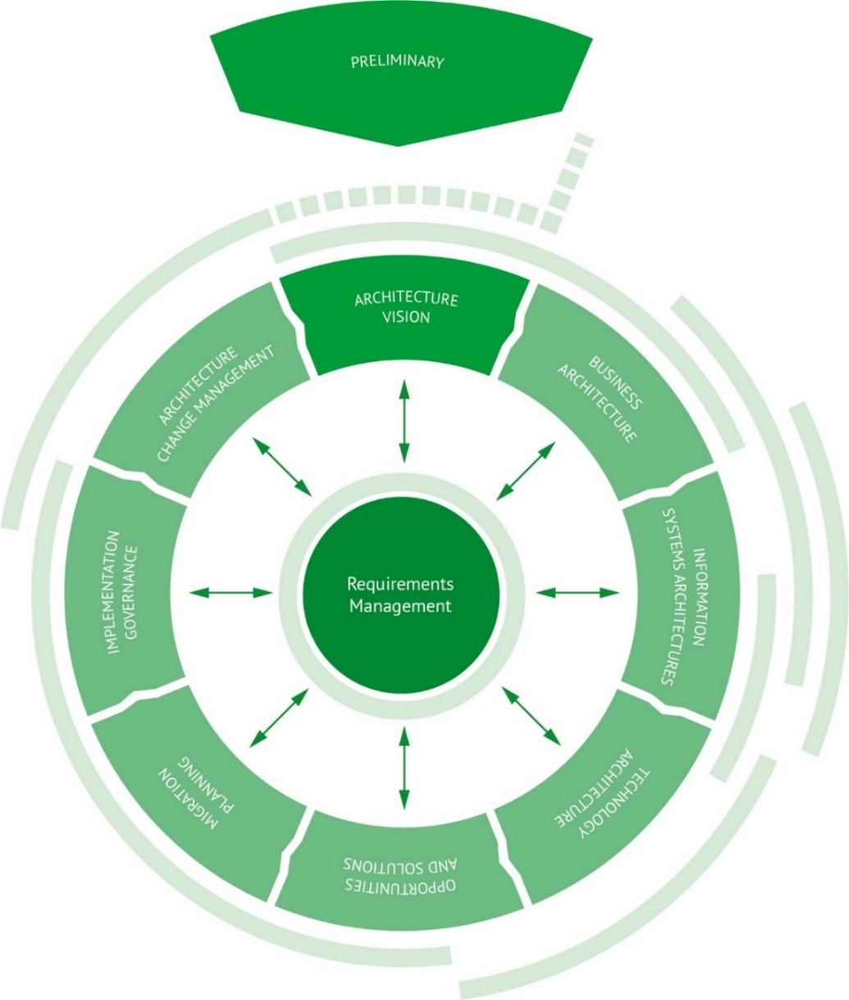 PRELIMINARY
ARCHITECTURE
VISION
BUSINESS
ARCHITECTURE
INFORMATION
SYSTEMS ARCHITECTURES
TECHNOLOGY
ARCHITECTURE
OPPORTUNITIES
AND SOLUTIONS
MIGRATION
PLANNING
IMPLEMENTATION
GOVERNANCE
ARCHITECTURE
CHANGE MANAGEMENT
Requirements
Management